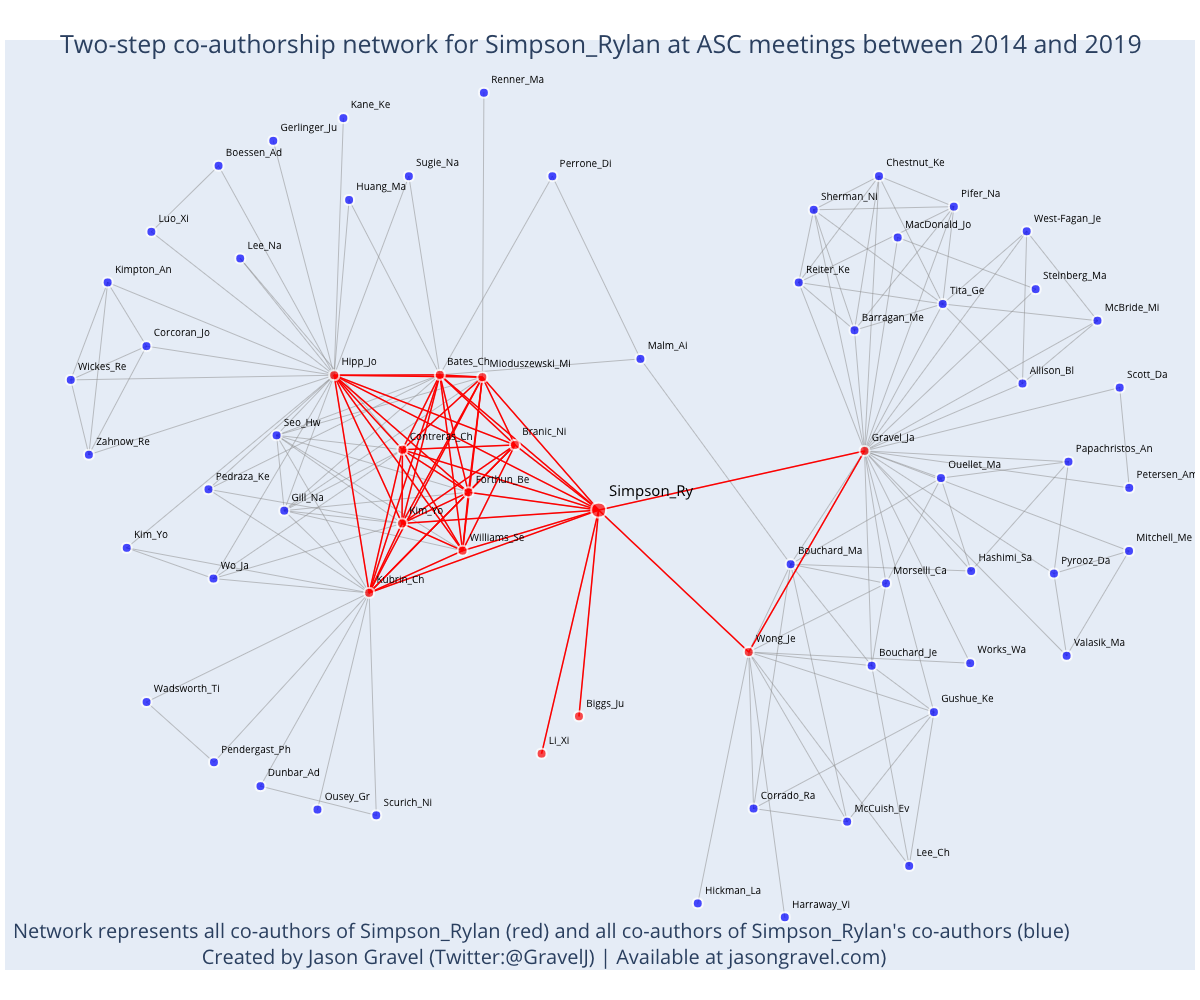 Two-step co-authorship network for Simpson_Rylan at ASC meetings between 2014 and 2019
Renner_Ma
Kane_Ke
Gerlinger_Ju
Boessen_Ad
Sugie_Na
Perrone_Di
Chestnut_Ke
Huang_Ma
Sherman_Ni
Pifer_Na
Luo_Xi
MacDonald_Jo
West-Fagan_Je
Lee_Na
Kimpton_An
Reiter_Ke
Steinberg_Ma
Tita_Ge
McBride_Mi
Barragan_Me
Corcoran_Jo
Malm_Ai
Hipp_Jo
Bates_Ch
Mioduszewski_Mi
Wickes_Re
Allison_Bl
Scott_Da
Seo_Hw
Branic_Ni
Contreras_Ch
Gravel_Ja
Zahnow_Re
Papachristos_An
Ouellet_Ma
Pedraza_Ke
Forthun_Be
Petersen_Am
Simpson_Ry
Gill_Na
Kim_Yo
Kim_Yo
Williams_Se
Mitchell_Me
Bouchard_Ma
Hashimi_Sa
Pyrooz_Da
Wo_Ja
Kubrin_Ch
Morselli_Ca
Wong_Je
Bouchard_Je
Works_Wa
Valasik_Ma
Wadsworth_Ti
Biggs_Ju
Gushue_Ke
Li_Xi
Pendergast_Ph
Dunbar_Ad
Ousey_Gr
Scurich_Ni
Corrado_Ra
McCuish_Ev
Lee_Ch
Hickman_La
Harraway_Vi
Network represents all co-authors of Simpson_Rylan (red) and all co-authors of Simpson_Rylan's co-authors (blue)
Created by Jason Gravel (Twitter:@GravelJ) | Available at jasongravel.com)